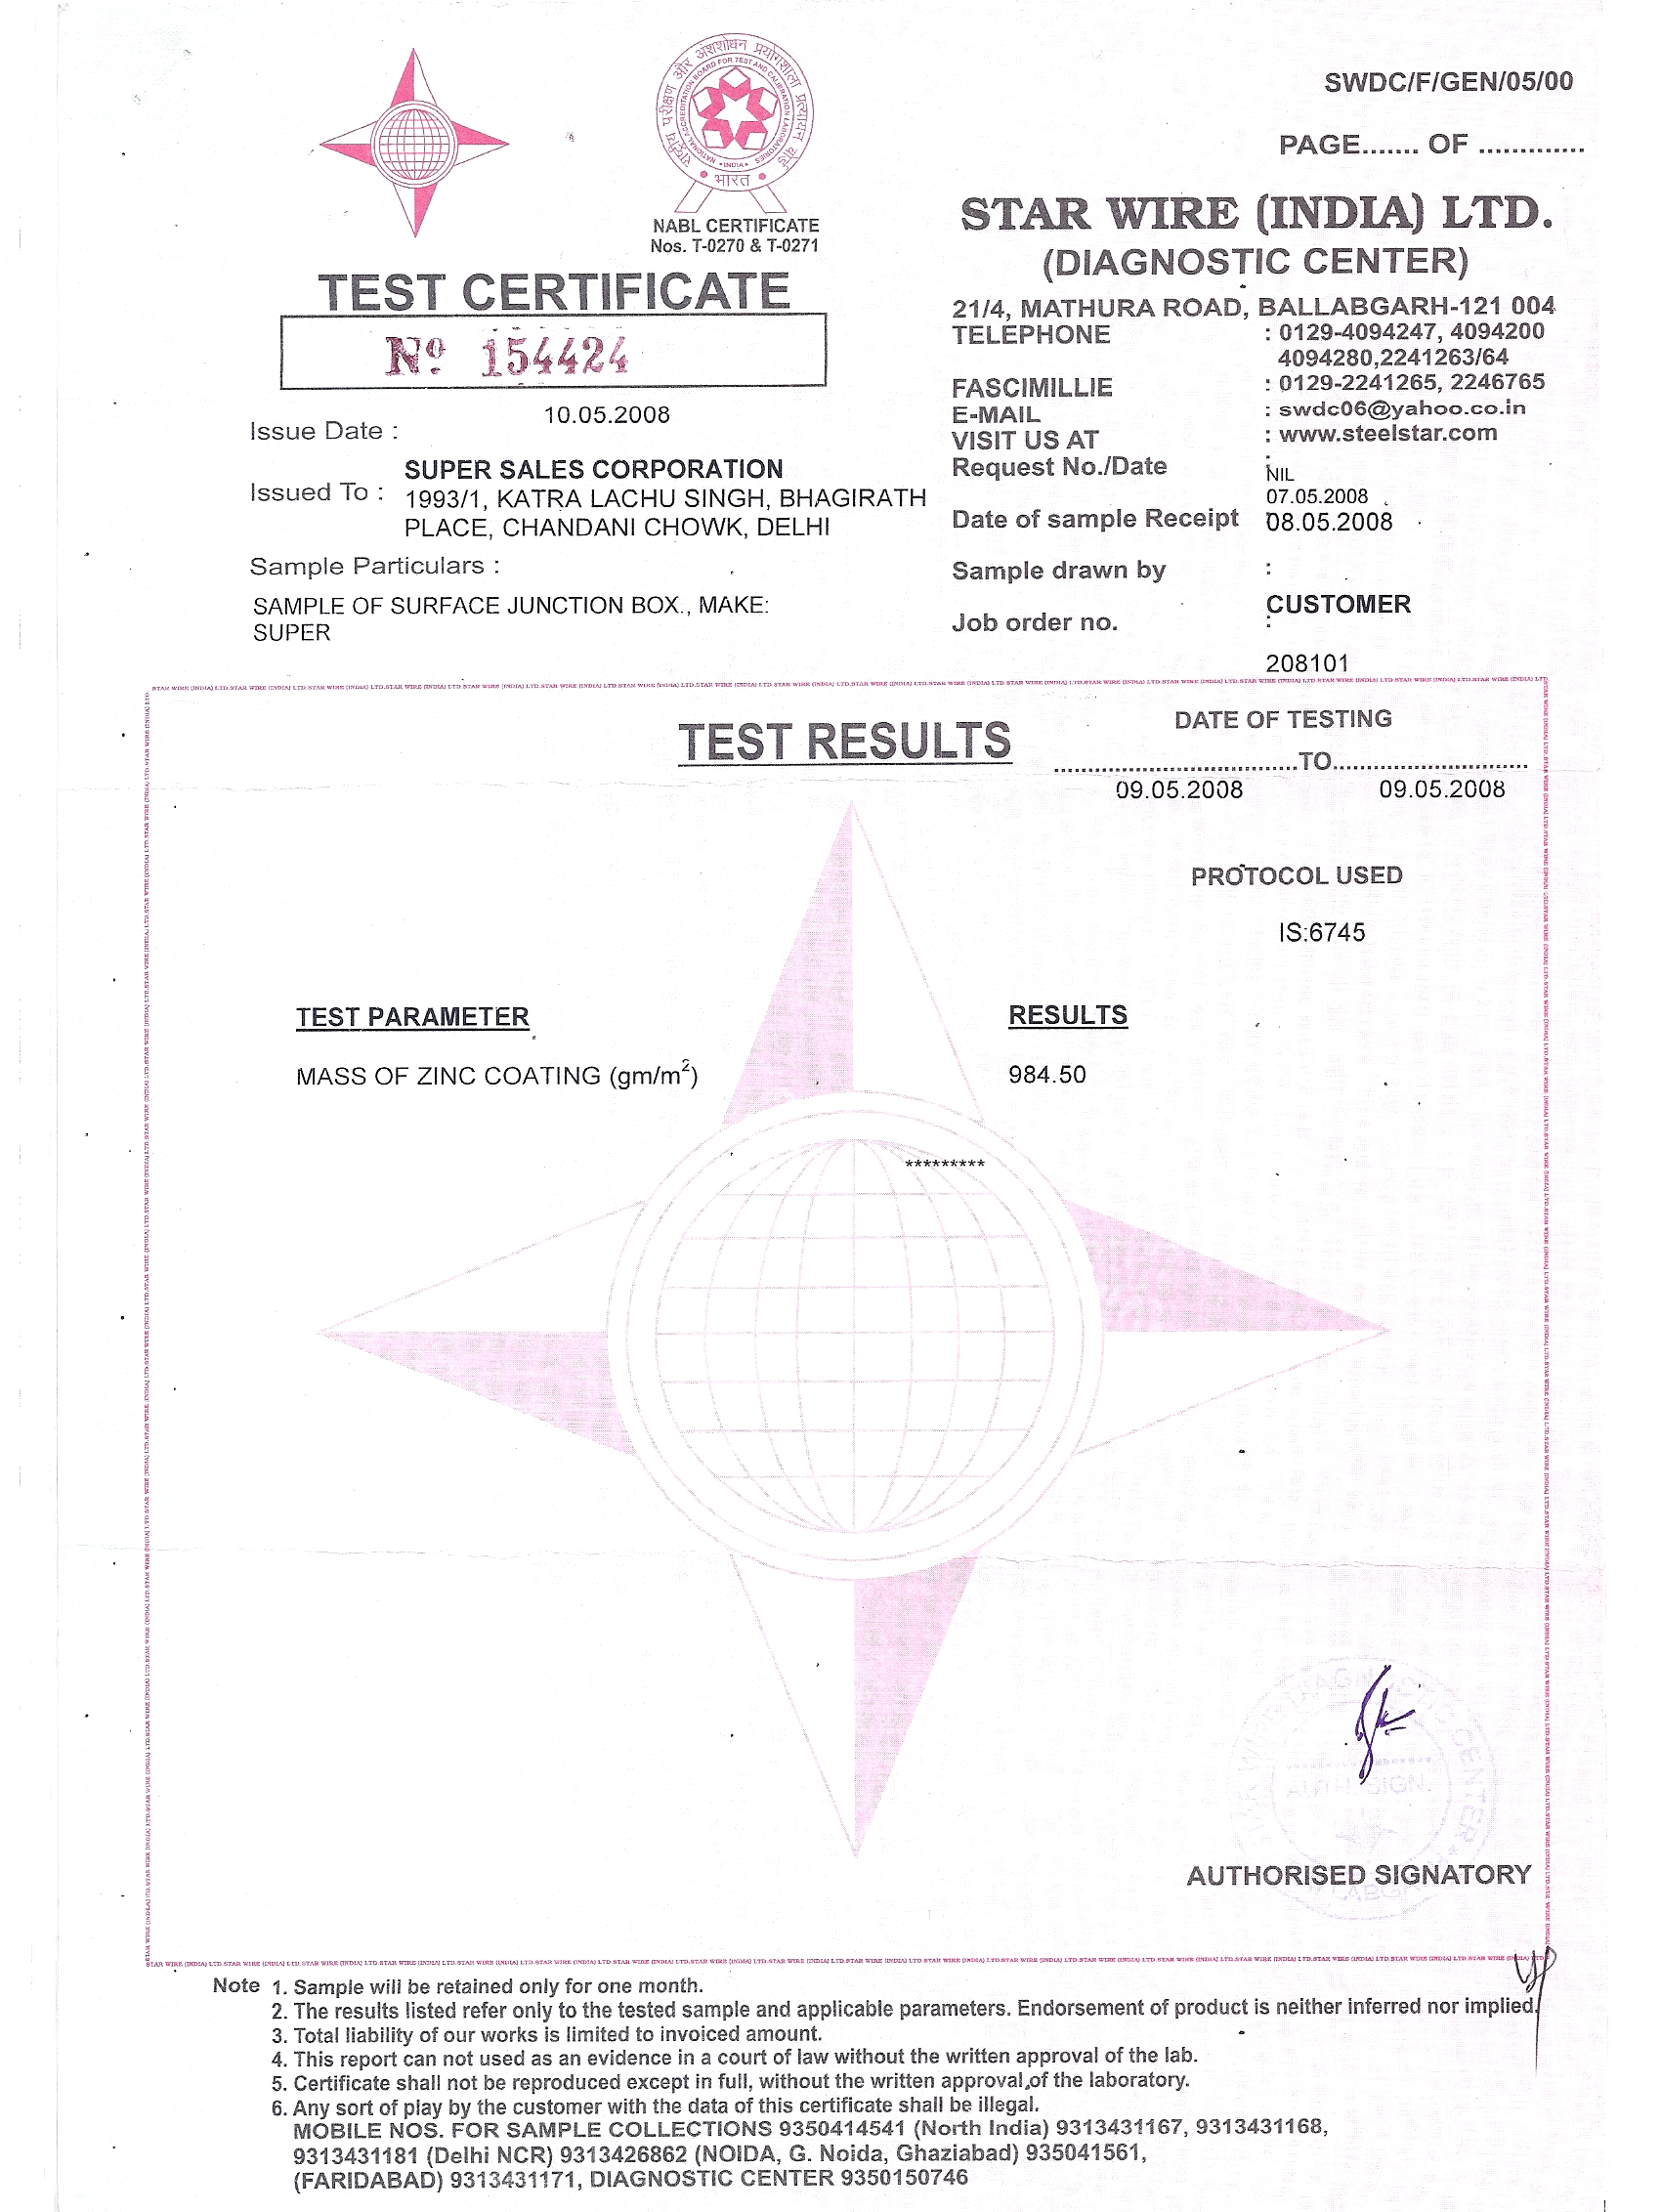 SWDC/F/GEN/05/00
PAGE....... OF .............
राष्ट्रीय परीक्षण और अंशशोधन प्रयोगशाला प्रत्यायन बोर्ड
NATIONAL ACCREDITATION BOARD FOR TEST AND CALIBRATION LABORATORIES
• INDIA •
• भारत •
NABL CERTIFICATE
Nos. T-0270 & T-0271
STAR WIRE (INDIA) LTD.
(DIAGNOSTIC CENTER)
21/4, MATHURA ROAD, BALLABGARH-121 004
TELEPHONE : 0129-4094247, 4094200
4094280,2241263/64
FASCIMILLIE : 0129-2241265, 2246765
E-MAIL : swdc06@yahoo.co.in
VISIT US AT : www.steelstar.com
Request No./Date : NIL
07.05.2008
Date of sample Receipt : 08.05.2008
Sample drawn by :
CUSTOMER
Job order no. :
208101
TEST CERTIFICATE
Nº 154424
Issue Date : 10.05.2008
Issued To : SUPER SALES CORPORATION
1993/1, KATRA LACHU SINGH, BHAGIRATH
PLACE, CHANDANI CHOWK, DELHI
Sample Particulars :
SAMPLE OF SURFACE JUNCTION BOX., MAKE:
SUPER
TEST RESULTS
DATE OF TESTING
................................TO..........................
09.05.2008 09.05.2008
PROTOCOL USED
IS:6745
TEST PARAMETER RESULTS
MASS OF ZINC COATING (gm/m²) 984.50
*********
AUTH. SIGN.
AUTHORISED SIGNATORY
Note 1. Sample will be retained only for one month.
2. The results listed refer only to the tested sample and applicable parameters. Endorsement of product is neither inferred nor implied.
3. Total liability of our works is limited to invoiced amount.
4. This report can not used as an evidence in a court of law without the written approval of the lab.
5. Certificate shall not be reproduced except in full, without the written approval of the laboratory.
6. Any sort of play by the customer with the data of this certificate shall be illegal.
MOBILE NOS. FOR SAMPLE COLLECTIONS 9350414541 (North India) 9313431167, 9313431168,
9313431181 (Delhi NCR) 9313426862 (NOIDA, G. Noida, Ghaziabad) 935041561,
(FARIDABAD) 9313431171, DIAGNOSTIC CENTER 9350150746